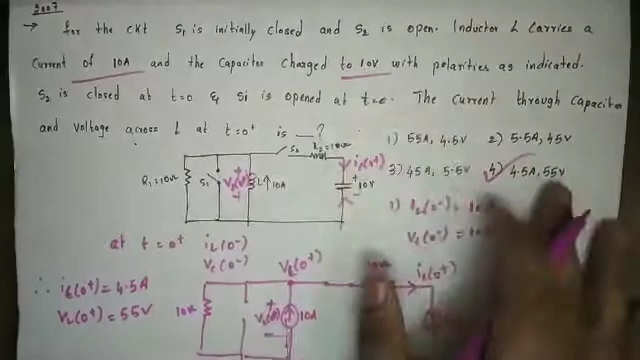 2007
→ for the ckt S₁ is initially closed and S₂ is open. Inductor L Carries a
Current of 10A and the Capacitor Charged to 10V with polarities as indicated.
S₂ is closed at t=0 & S1 is opened at t=0. The Current through Capacitor
and Voltage across L at t=0⁺ is ___?
1) 55A, 4.5V 2) 5.5A, 45V
3) 45A, 5.5V 4) 4.5A, 55V
R₁=10Ω S₁ L↑ 10A S₂ R₂=10Ω + 10V
at t=0⁺
iL(0⁻)
Vc(0⁻)
VL(0⁺) ic(0⁺)
∴ ic(0⁺)=4.5A
VL(0⁺)=55V
10Ω 10A